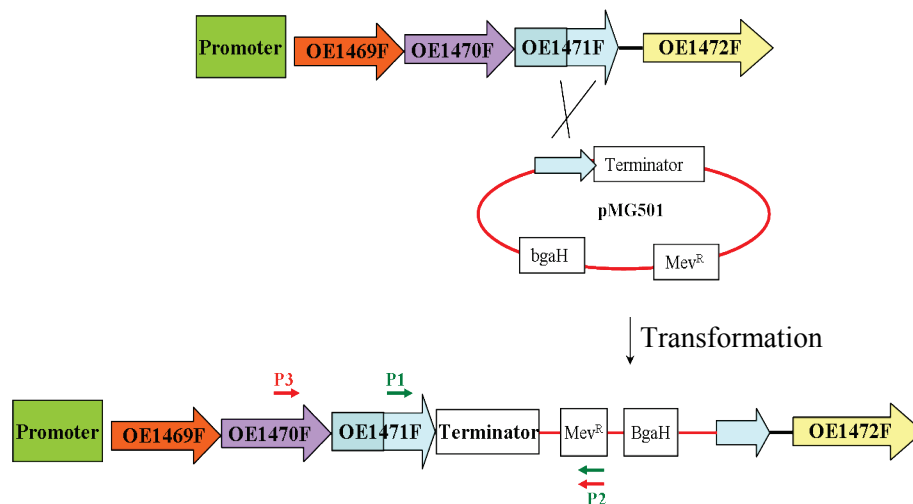 Promoter
OE1469F
OE1470F
OE1471F
OE1472F
Terminator
pMG501
bgaH
Mevᴿ
Transformation
P3
P1
Promoter
OE1469F
OE1470F
OE1471F
Terminator
Mevᴿ
BgaH
OE1472F
P2